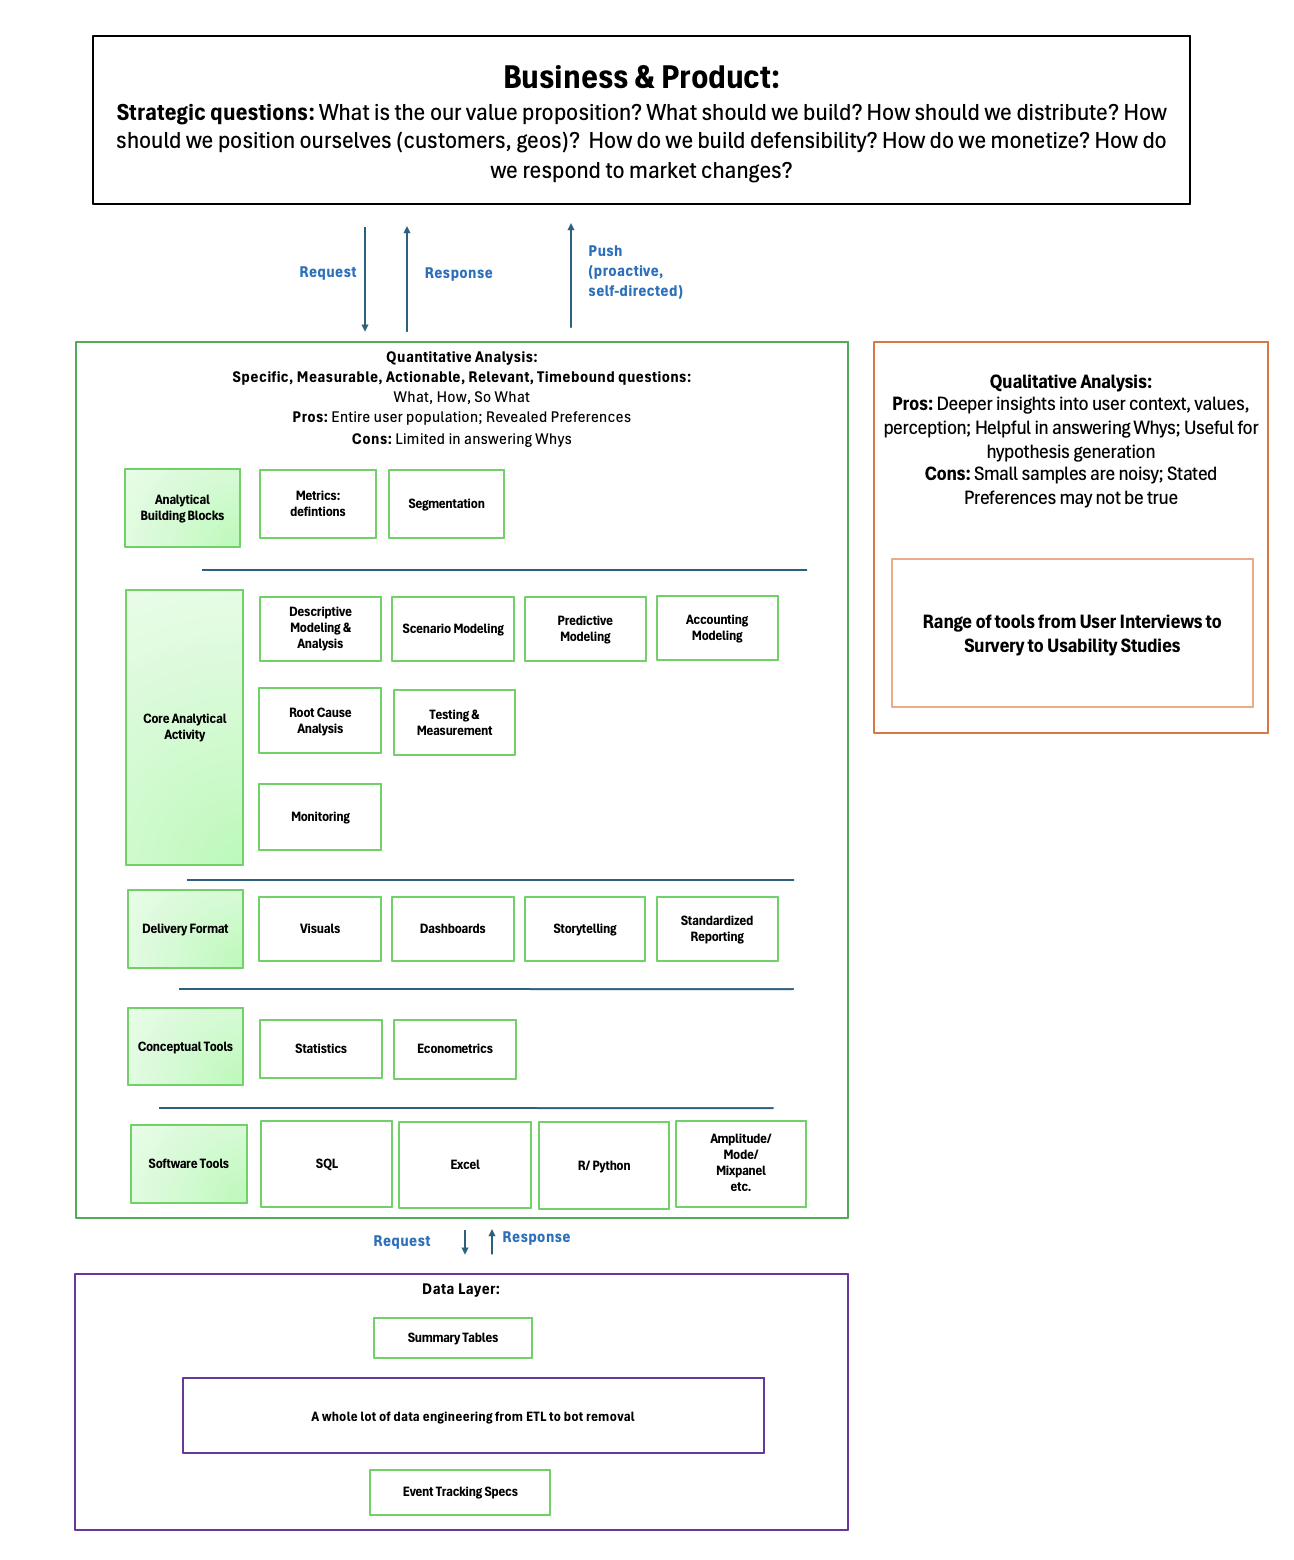 Business & Product:
Strategic questions: What is the our value proposition? What should we build? How should we distribute? How
should we position ourselves (customers, geos)?  How do we build defensibility? How do we monetize? How do
we respond to market changes?
Request
Response
Push
(proactive,
self-directed)
Quantitative Analysis:
Specific, Measurable, Actionable, Relevant, Timebound questions:
What, How, So What
Pros: Entire user population; Revealed Preferences
Cons: Limited in answering Whys
Analytical
Building Blocks
Metrics:
defintions
Segmentation
Core Analytical
Activity
Descriptive
Modeling &
Analysis
Scenario Modeling
Predictive
Modeling
Accounting
Modeling
Root Cause
Analysis
Testing &
Measurement
Monitoring
Delivery Format
Visuals
Dashboards
Storytelling
Standardized
Reporting
Conceptual Tools
Statistics
Econometrics
Software Tools
SQL
Excel
R/ Python
Amplitude/
Mode/
Mixpanel
etc.
Qualitative Analysis:
Pros: Deeper insights into user context, values,
perception; Helpful in answering Whys; Useful for
hypothesis generation
Cons: Small samples are noisy; Stated
Preferences may not be true
Range of tools from User Interviews to
Survery to Usability Studies
Request
Response
Data Layer:
Summary Tables
A whole lot of data engineering from ETL to bot removal
Event Tracking Specs